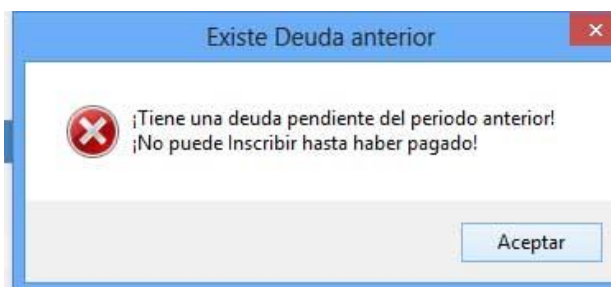 Existe Deuda anterior
¡Tiene una deuda pendiente del periodo anterior!
¡No puede Inscribir hasta haber pagado!
Aceptar